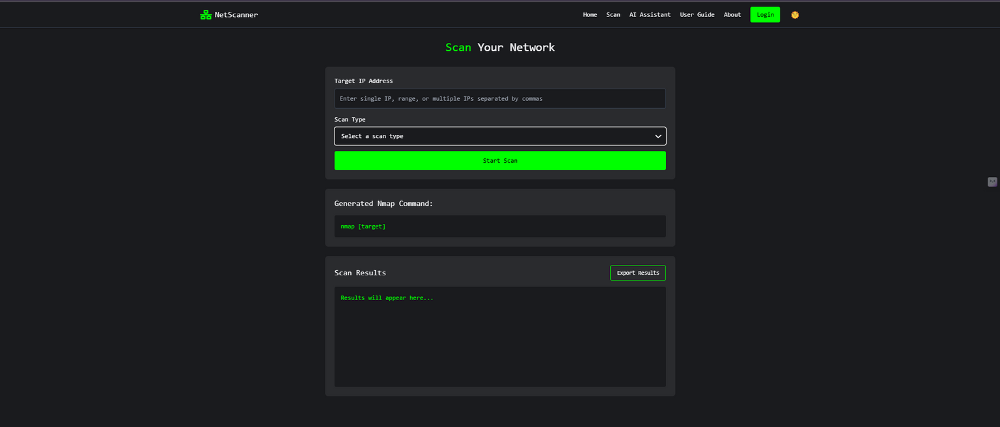 NetScanner
Home Scan AI Assistant User Guide About Login
Scan Your Network
Target IP Address
Enter single IP, range, or multiple IPs separated by commas
Scan Type
Select a scan type
Start Scan
Generated Nmap Command:
nmap [target]
Scan Results
Export Results
Results will appear here...